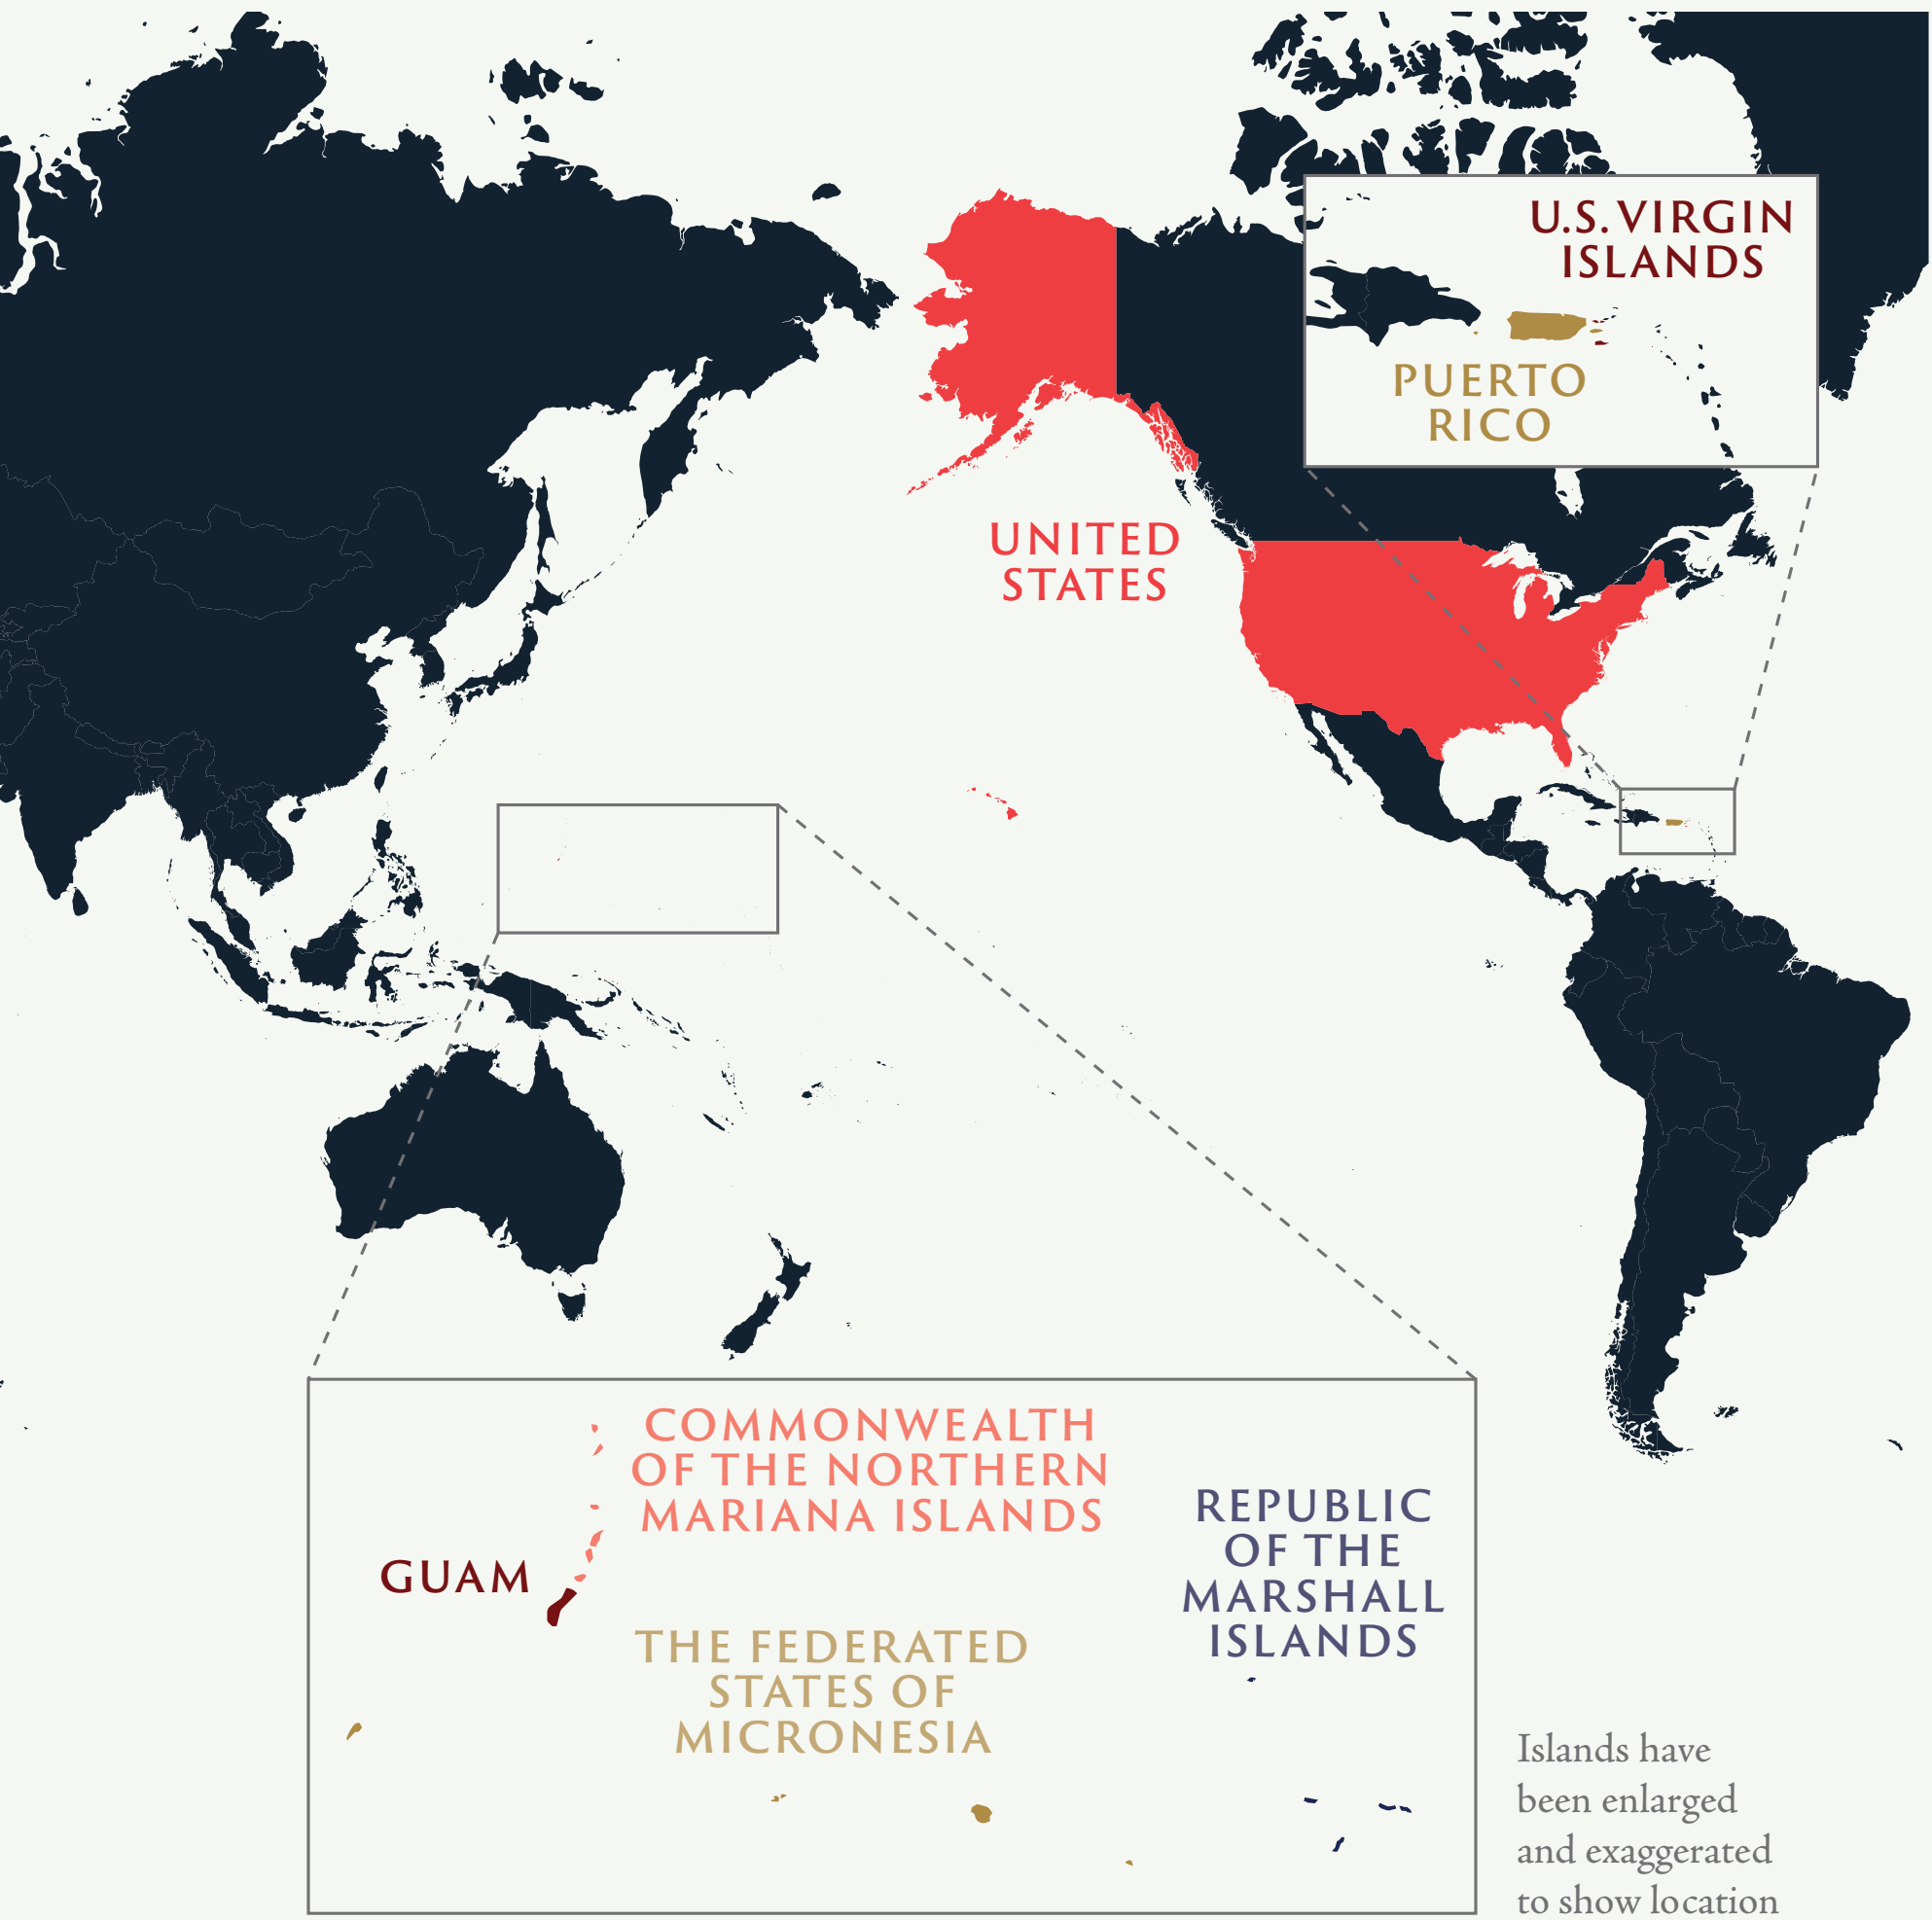 U.S. VIRGIN
ISLANDS
PUERTO
RICO
UNITED
STATES
COMMONWEALTH
OF THE NORTHERN
MARIANA ISLANDS
REPUBLIC
OF THE
MARSHALL
ISLANDS
GUAM
THE FEDERATED
STATES OF
MICRONESIA
Islands have
been enlarged
and exaggerated
to show location